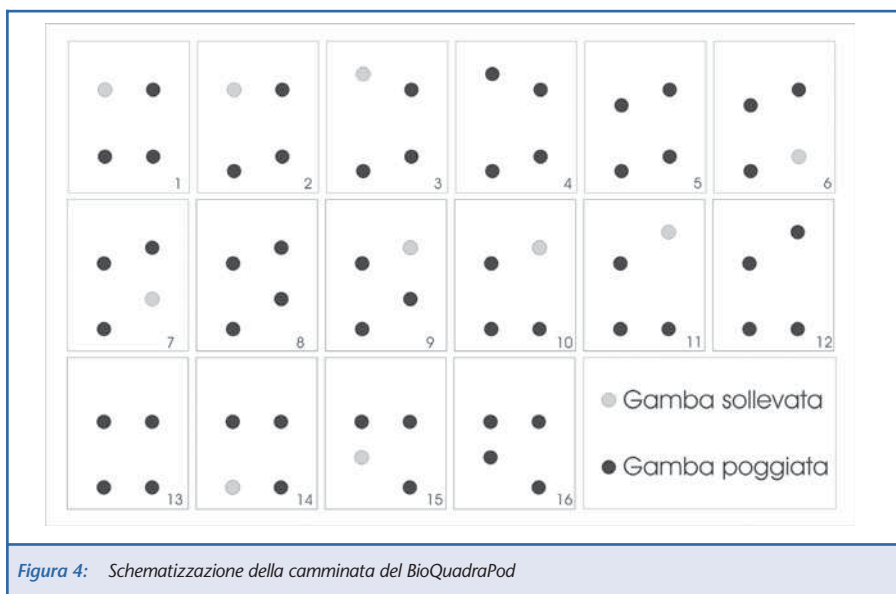 1 2 3 4 5 6
7 8 9 10 11 12
13 14 15 16
Gamba sollevata
Gamba poggiata
Figura 4: Schematizzazione della camminata del BioQuadraPod